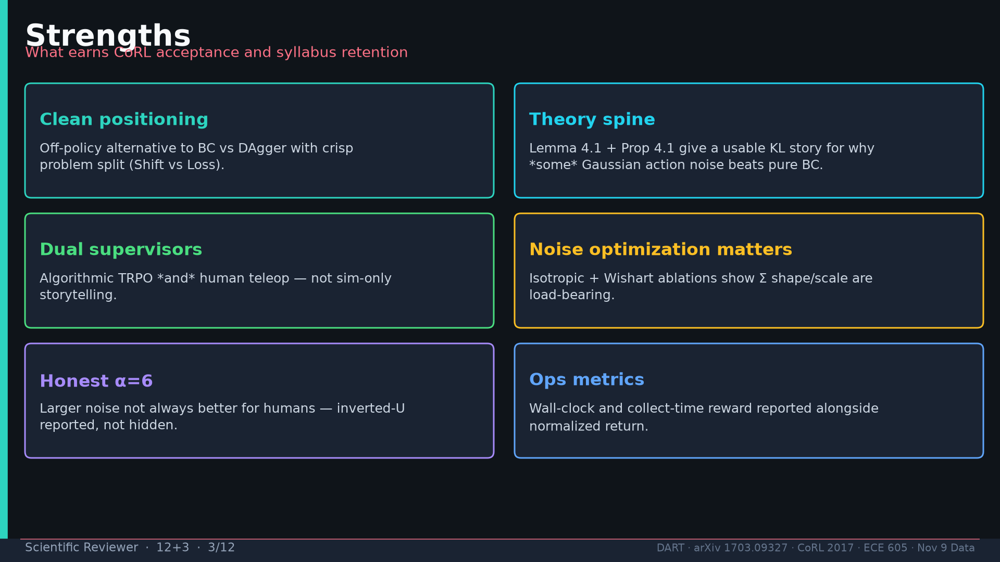 Strengths
What earns CoRL acceptance and syllabus retention
Clean positioning
Off-policy alternative to BC vs DAgger with crisp
problem split (Shift vs Loss).
Theory spine
Lemma 4.1 + Prop 4.1 give a usable KL story for why
*some* Gaussian action noise beats pure BC.
Dual supervisors
Algorithmic TRPO *and* human teleop — not sim-only
storytelling.
Noise optimization matters
Isotropic + Wishart ablations show Σ shape/scale are
load-bearing.
Honest α=6
Larger noise not always better for humans — inverted-U
reported, not hidden.
Ops metrics
Wall-clock and collect-time reward reported alongside
normalized return.
Scientific Reviewer · 12+3 · 3/12
DART · arXiv 1703.09327 · CoRL 2017 · ECE 605 · Nov 9 Data